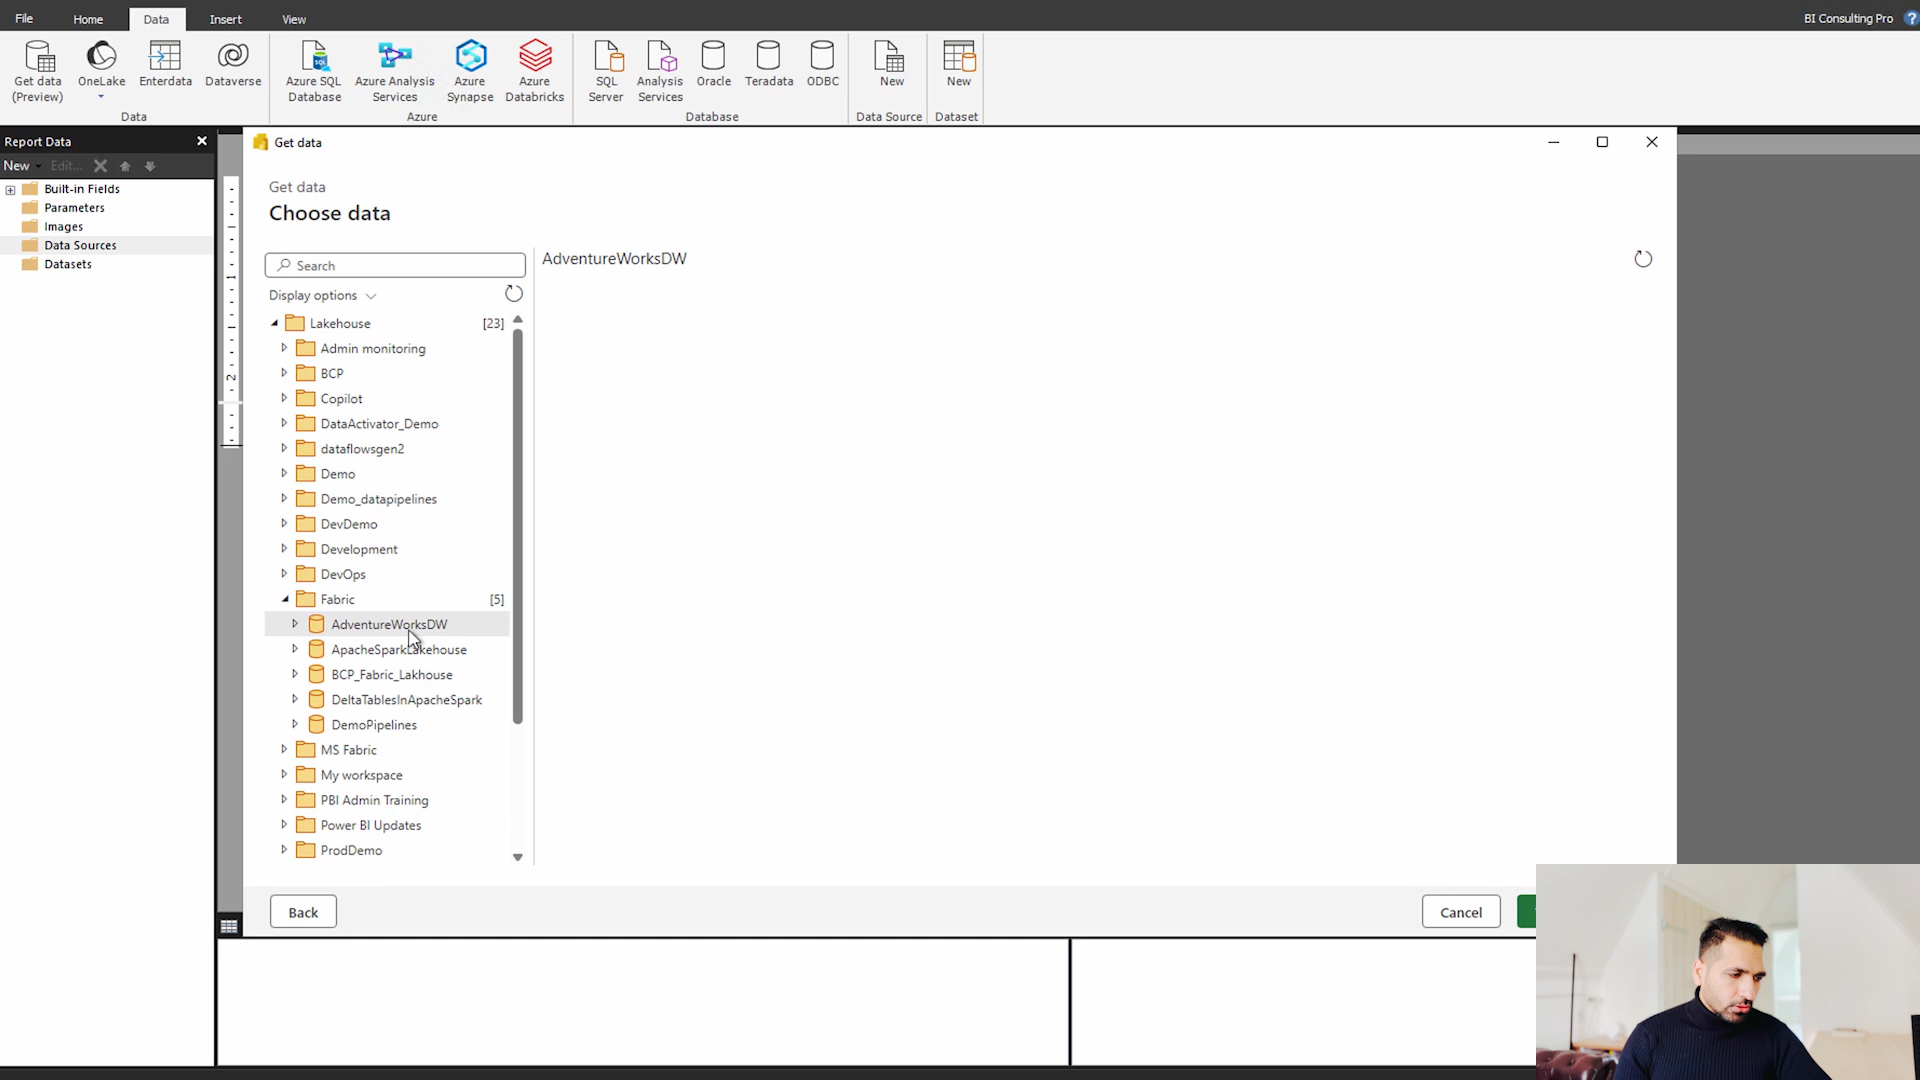 File Home Data Insert View BI Consulting Pro ?
Get data (Preview)
OneLake
Enterdata
Dataverse
Azure SQL Database
Azure Analysis Services
Azure Synapse
Azure Databricks
SQL Server
Analysis Services
Oracle
Teradata
ODBC
New
New
Data Azure Database Data Source Dataset
Report Data
New Edit...
Built-in Fields
Parameters
Images
Data Sources
Datasets
1
2
Get data
Get data
Choose data
Search
Display options
Lakehouse [23]
Admin monitoring
BCP
Copilot
DataActivator_Demo
dataflowsgen2
Demo
Demo_datapipelines
DevDemo
Development
DevOps
Fabric [5]
AdventureWorksDW
ApacheSparkLakehouse
BCP_Fabric_Lakhouse
DeltaTablesInApacheSpark
DemoPipelines
MS Fabric
My workspace
PBI Admin Training
Power BI Updates
ProdDemo
AdventureWorksDW
Back
Cancel